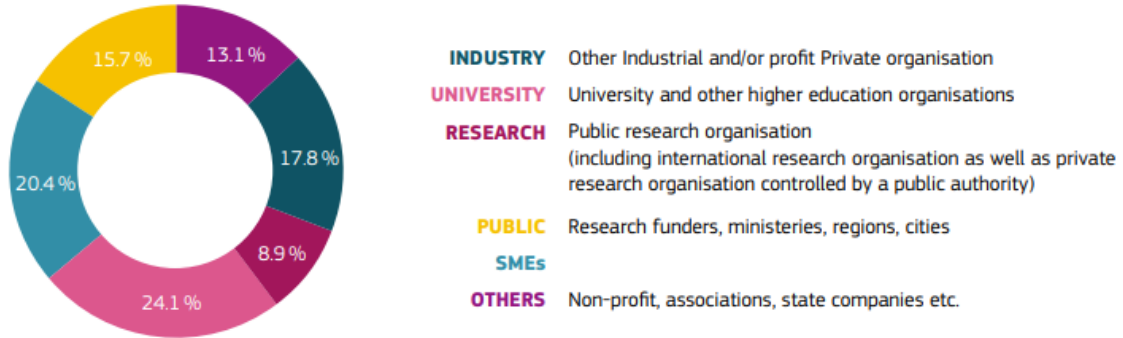 15.7 %
13.1 %
17.8 %
20.4 %
8.9 %
24.1 %
INDUSTRY Other Industrial and/or profit Private organisation
UNIVERSITY University and other higher education organisations
RESEARCH Public research organisation
(including international research organisation as well as private
research organisation controlled by a public authority)
PUBLIC Research funders, ministeries, regions, cities
SMEs
OTHERS Non-profit, associations, state companies etc.